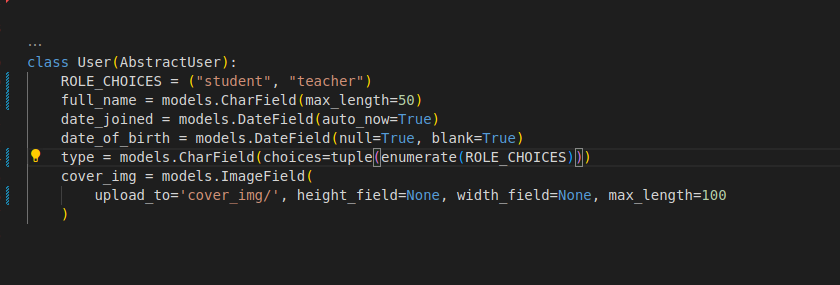 ...
class User(AbstractUser):
    ROLE_CHOICES = ("student", "teacher")
    full_name = models.CharField(max_length=50)
    date_joined = models.DateField(auto_now=True)
    date_of_birth = models.DateField(null=True, blank=True)
    type = models.CharField(choices=tuple(enumerate(ROLE_CHOICES)))
    cover_img = models.ImageField(
        upload_to='cover_img/', height_field=None, width_field=None, max_length=100
    )